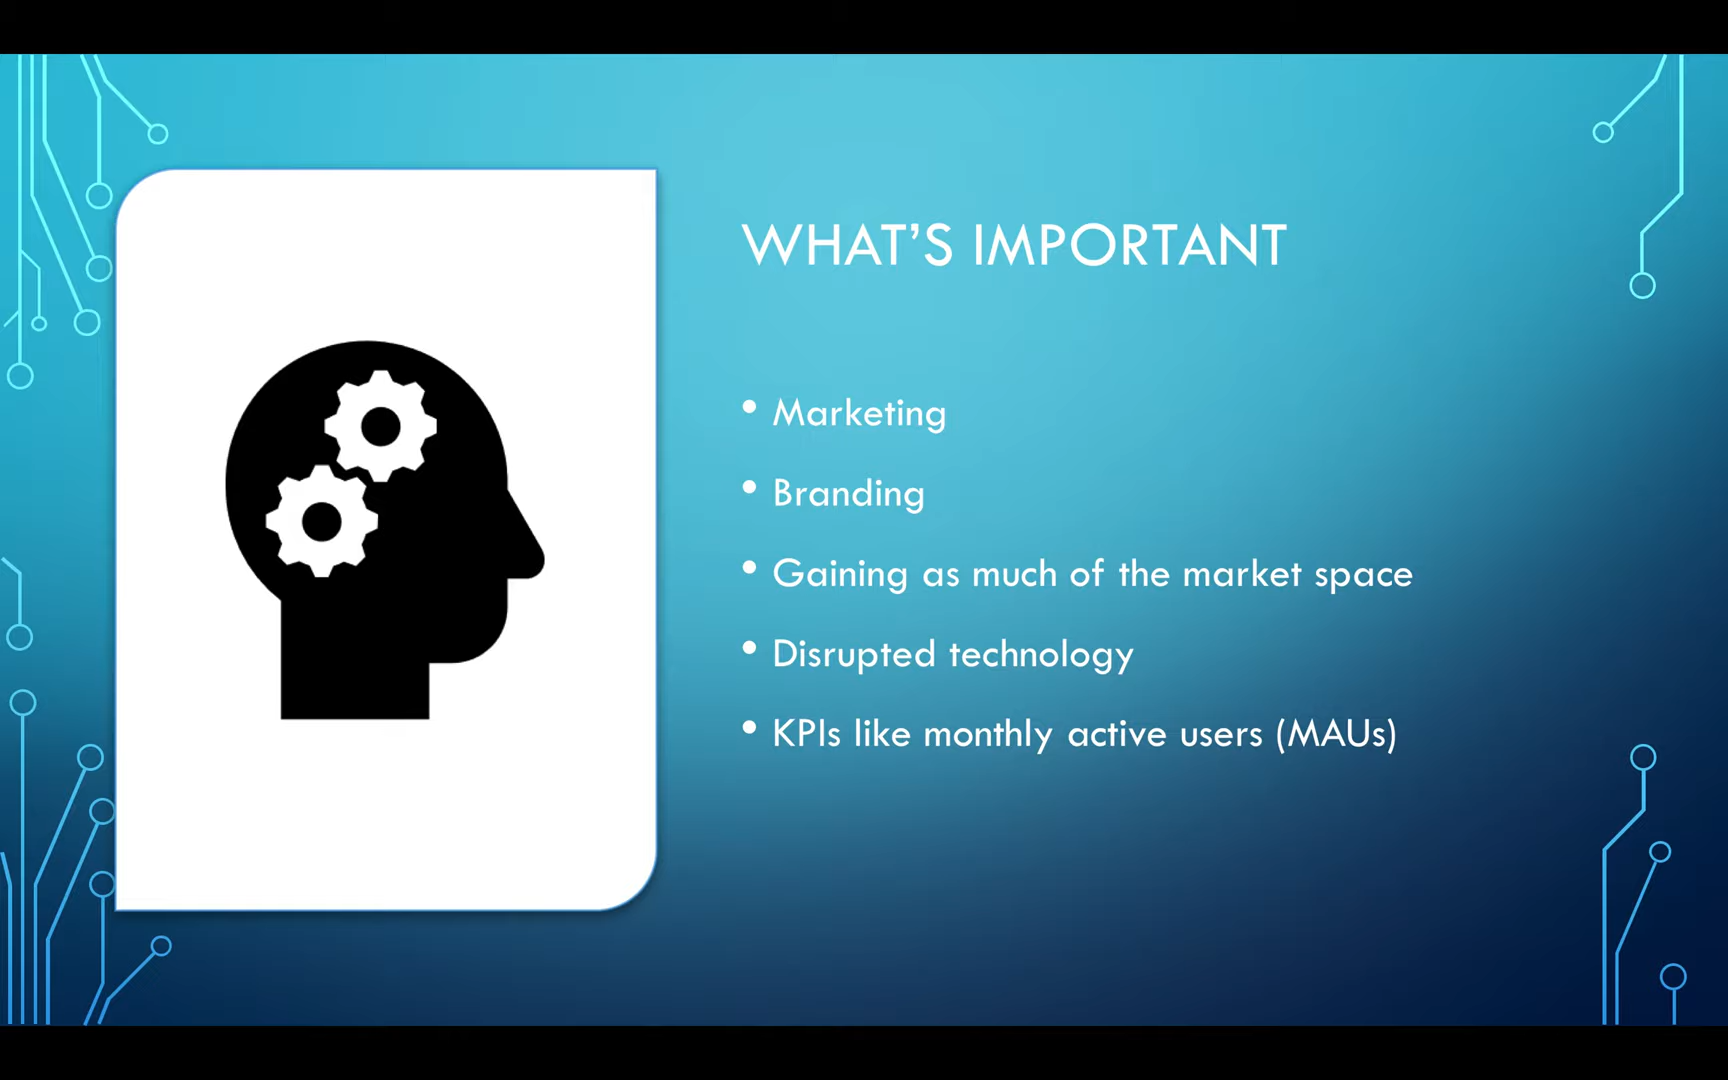 WHAT'S IMPORTANT
• Marketing
• Branding
• Gaining as much of the market space
• Disrupted technology
• KPIs like monthly active users (MAUs)